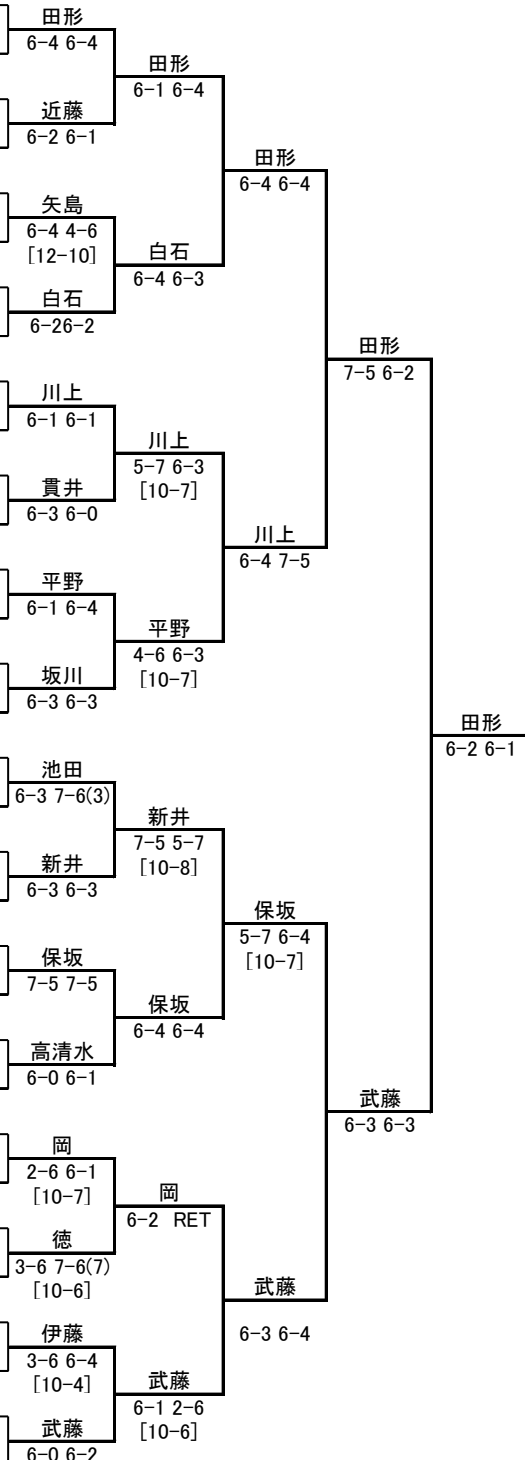 田形
6-4 6-4
田形
6-1 6-4
近藤
6-2 6-1
田形
6-4 6-4
矢島
6-4 4-6
[12-10]
白石
6-4 6-3
白石
6-26-2
田形
7-5 6-2
川上
6-1 6-1
川上
5-7 6-3
[10-7]
貫井
6-3 6-0
川上
6-4 7-5
平野
6-1 6-4
平野
4-6 6-3
[10-7]
坂川
6-3 6-3
田形
6-2 6-1
池田
6-3 7-6(3)
新井
7-5 5-7
[10-8]
新井
6-3 6-3
保坂
5-7 6-4
[10-7]
保坂
7-5 7-5
保坂
6-4 6-4
高清水
6-0 6-1
武藤
6-3 6-3
岡
2-6 6-1
[10-7]
岡
6-2 RET
徳
3-6 7-6(7)
[10-6]
武藤
6-3 6-4
伊藤
3-6 6-4
[10-4]
武藤
6-1 2-6
[10-6]
武藤
6-0 6-2